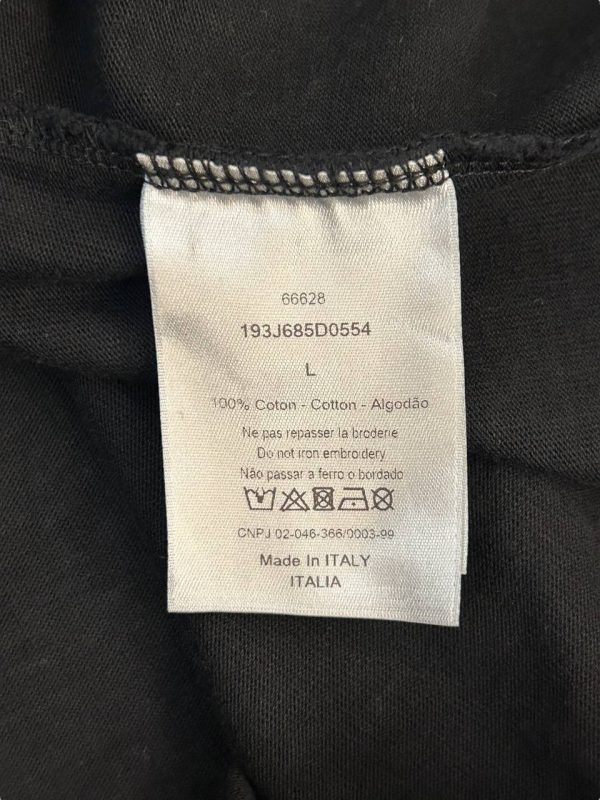 66628
193J685D0554
L
100% Coton - Cotton - Algodão
Ne pas repasser la broderie
Do not iron embroidery
Não passar a ferro o bordado
CNPJ 02-046-366/0003-99
Made In ITALY
ITALIA